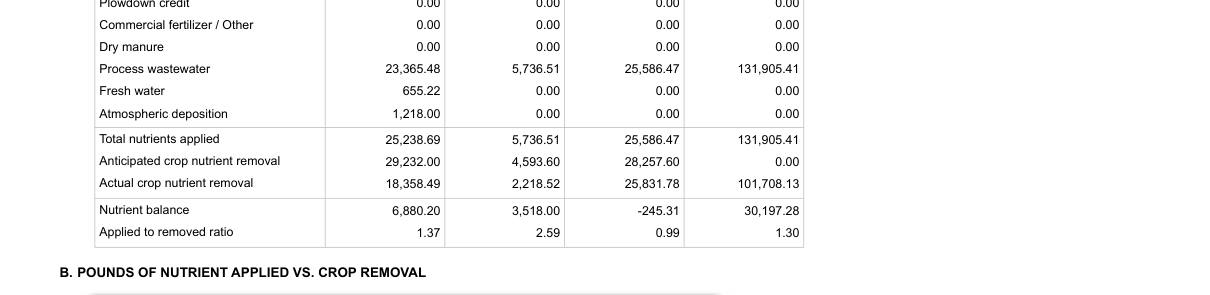 Plowdown credit 0.00 0.00 0.00 0.00
Commercial fertilizer / Other 0.00 0.00 0.00 0.00
Dry manure 0.00 0.00 0.00 0.00
Process wastewater 23,365.48 5,736.51 25,586.47 131,905.41
Fresh water 655.22 0.00 0.00 0.00
Atmospheric deposition 1,218.00 0.00 0.00 0.00
Total nutrients applied 25,238.69 5,736.51 25,586.47 131,905.41
Anticipated crop nutrient removal 29,232.00 4,593.60 28,257.60 0.00
Actual crop nutrient removal 18,358.49 2,218.52 25,831.78 101,708.13
Nutrient balance 6,880.20 3,518.00 -245.31 30,197.28
Applied to removed ratio 1.37 2.59 0.99 1.30
B. POUNDS OF NUTRIENT APPLIED VS. CROP REMOVAL